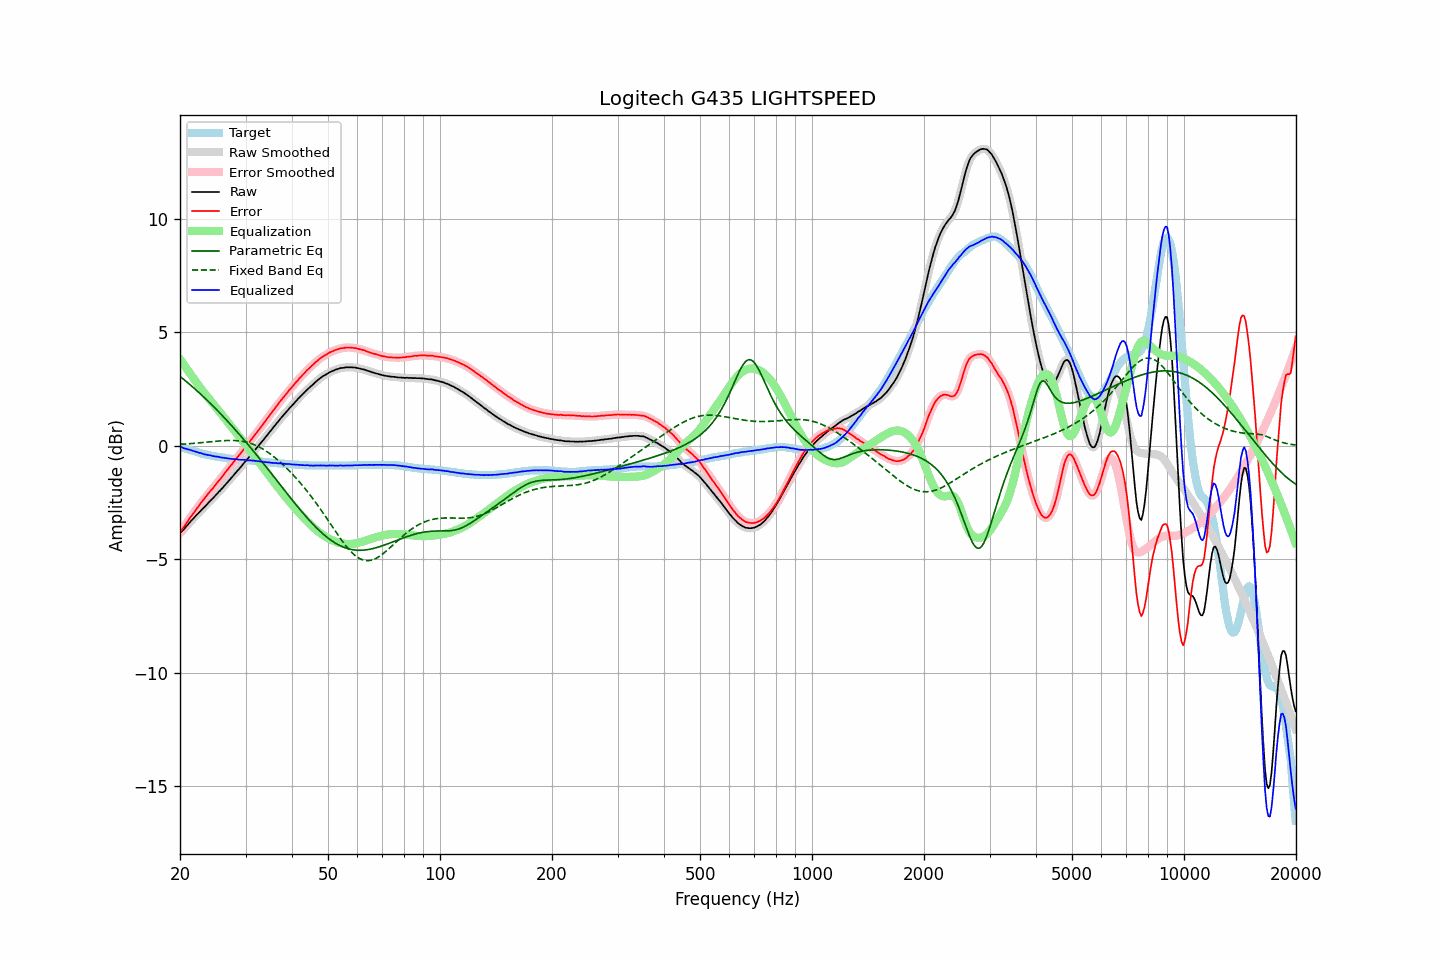 Logitech G435 LIGHTSPEED
Target
Raw Smoothed
Error Smoothed
Raw
Error
Equalization
Parametric Eq
Fixed Band Eq
Equalized
Amplitude (dBr)
10
5
0
−5
−10
−15
20
50
100
200
500
1000
2000
5000
10000
20000
Frequency (Hz)